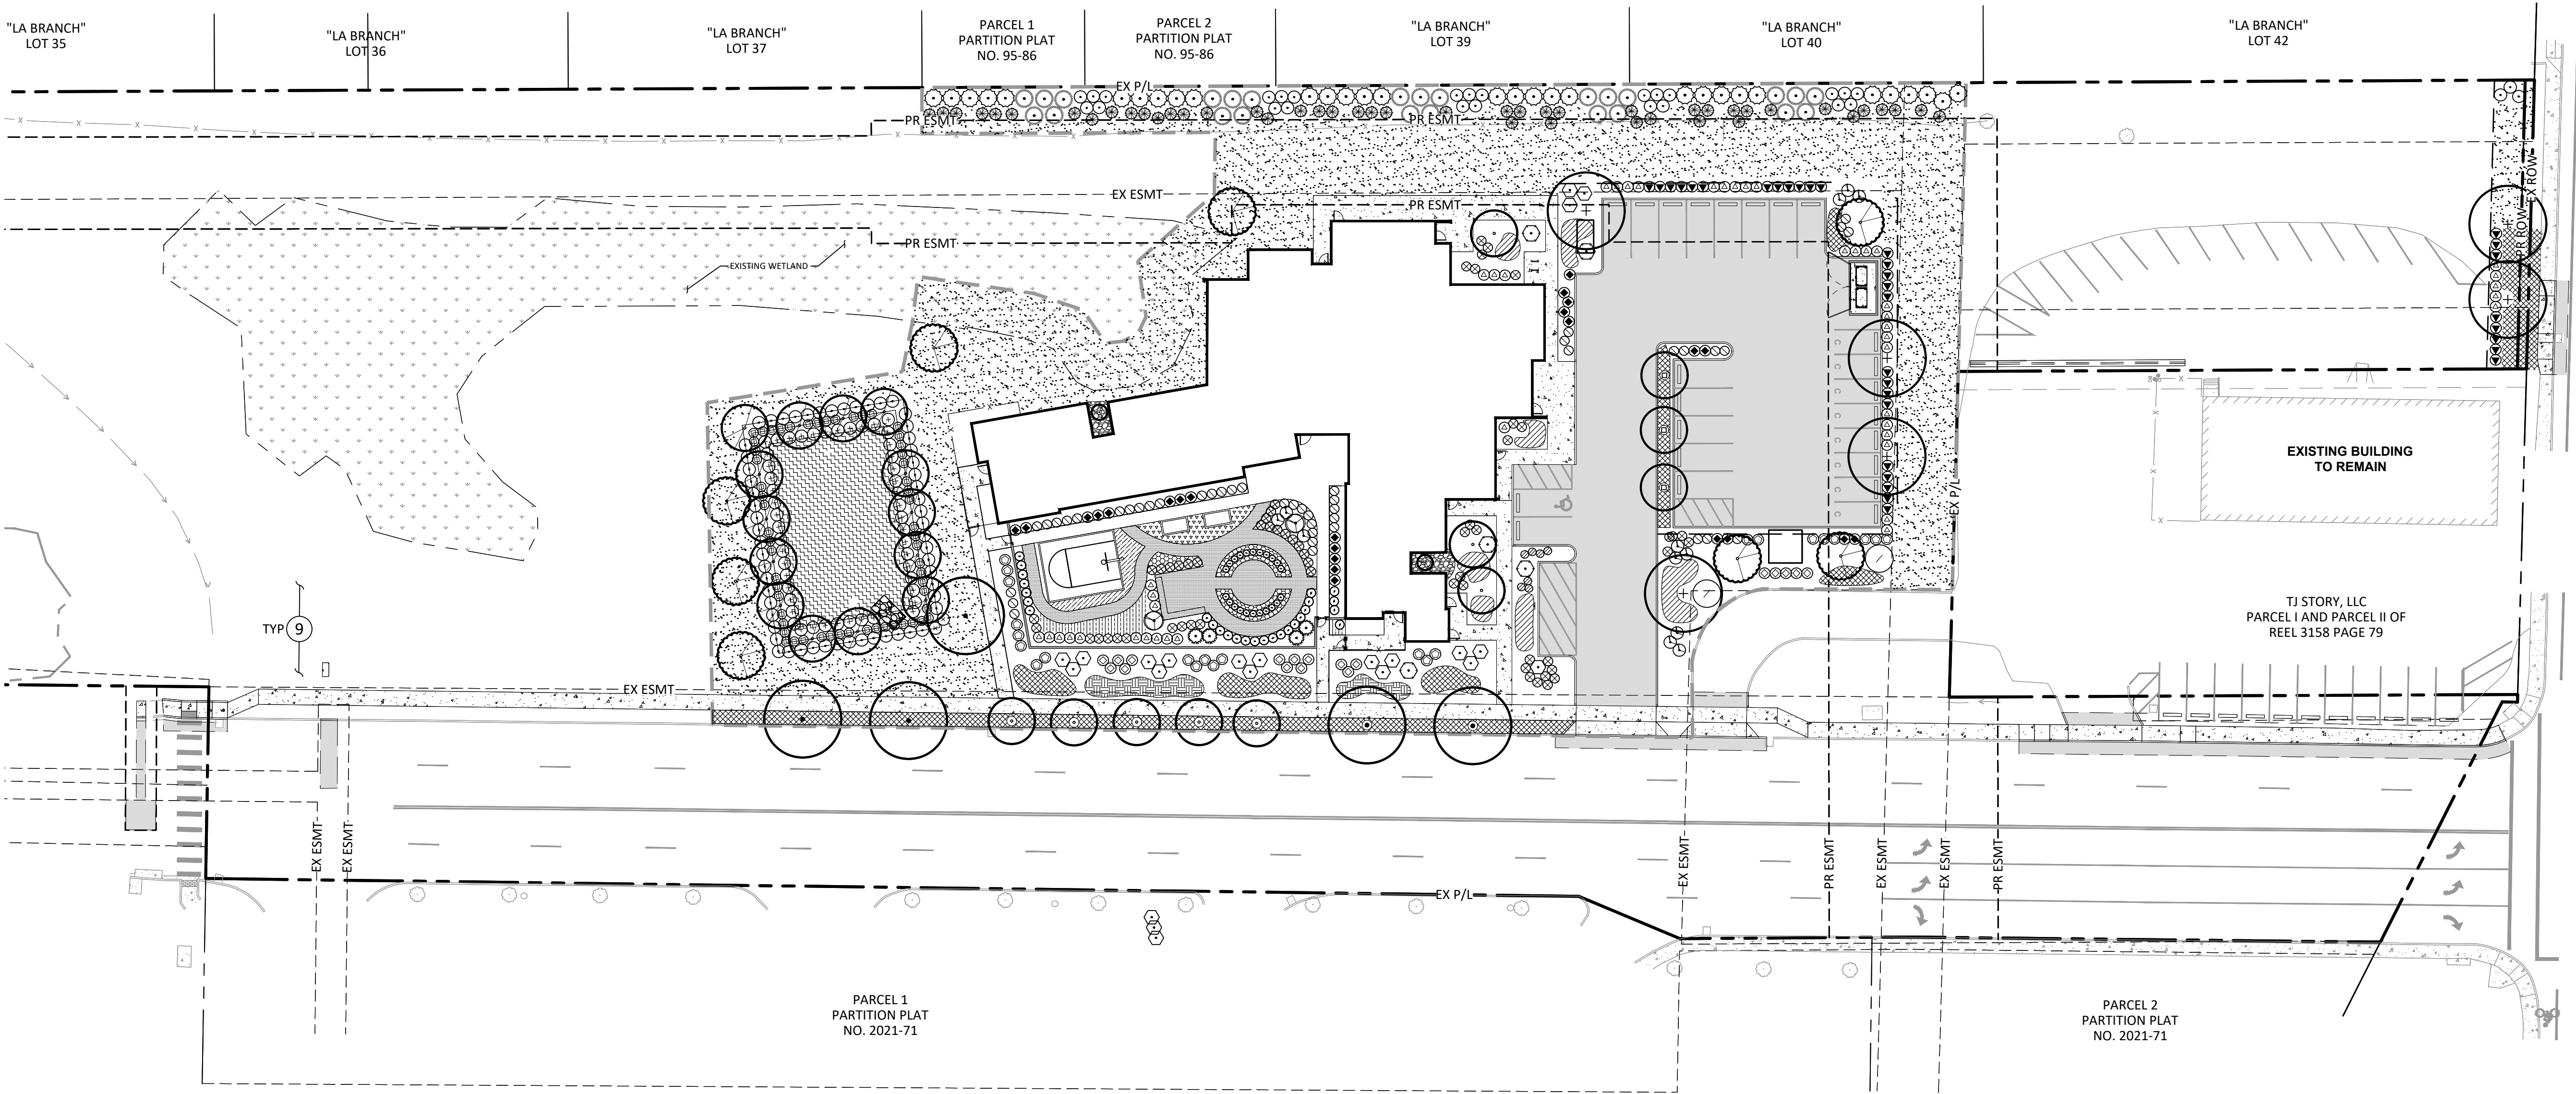 "LA BRANCH"
LOT 35
"LA BRANCH"
LOT 36
"LA BRANCH"
LOT 37
PARCEL 1
PARTITION PLAT
NO. 95-86
PARCEL 2
PARTITION PLAT
NO. 95-86
"LA BRANCH"
LOT 39
"LA BRANCH"
LOT 40
"LA BRANCH"
LOT 42
EX P/L
PR ESMT
PR ESMT
EX ESMT
PR ESMT
PR ESMT
EXISTING WETLAND
EX ROW
PR ROW
C
C
C
C
C
C
C
EX P/L
EXISTING BUILDING
TO REMAIN
TYP 9
TJ STORY, LLC
PARCEL I AND PARCEL II OF
REEL 3158 PAGE 79
EX ESMT
EX ESMT
EX ESMT
EX ESMT
PR ESMT
EX ESMT
EX ESMT
PR ESMT
EX P/L
PARCEL 1
PARTITION PLAT
NO. 2021-71
PARCEL 2
PARTITION PLAT
NO. 2021-71